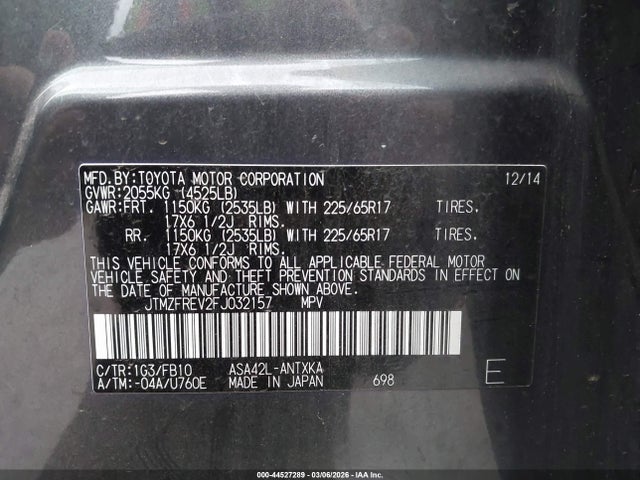 MFD.BY:TOYOTA MOTOR CORPORATION 12/14
GVWR:2055KG (4525LB)
GAWR:FRT. 1150KG (2535LB) WITH 225/65R17 TIRES.
17X6 1/2J RIMS.
RR. 1150KG (2535LB) WITH 225/65R17 TIRES.
17X6 1/2J RIMS.
THIS VEHICLE CONFORMS TO ALL APPLICABLE FEDERAL MOTOR
VEHICLE SAFETY AND THEFT PREVENTION STANDARDS IN EFFECT ON
THE DATE OF MANUFACTURE SHOWN ABOVE.
JTMZFREV2FJ032157 MPV
C/TR:1G3/FB10 ASA42L-ANTXKA
A/TM:-04A/U760E MADE IN JAPAN 698 E
000-44527289 - 03/06/2026 - IAA Inc.